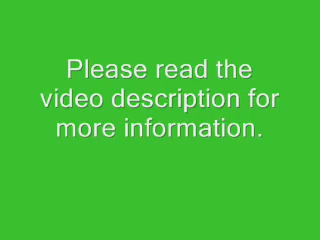 Please read the
video description for
more information.